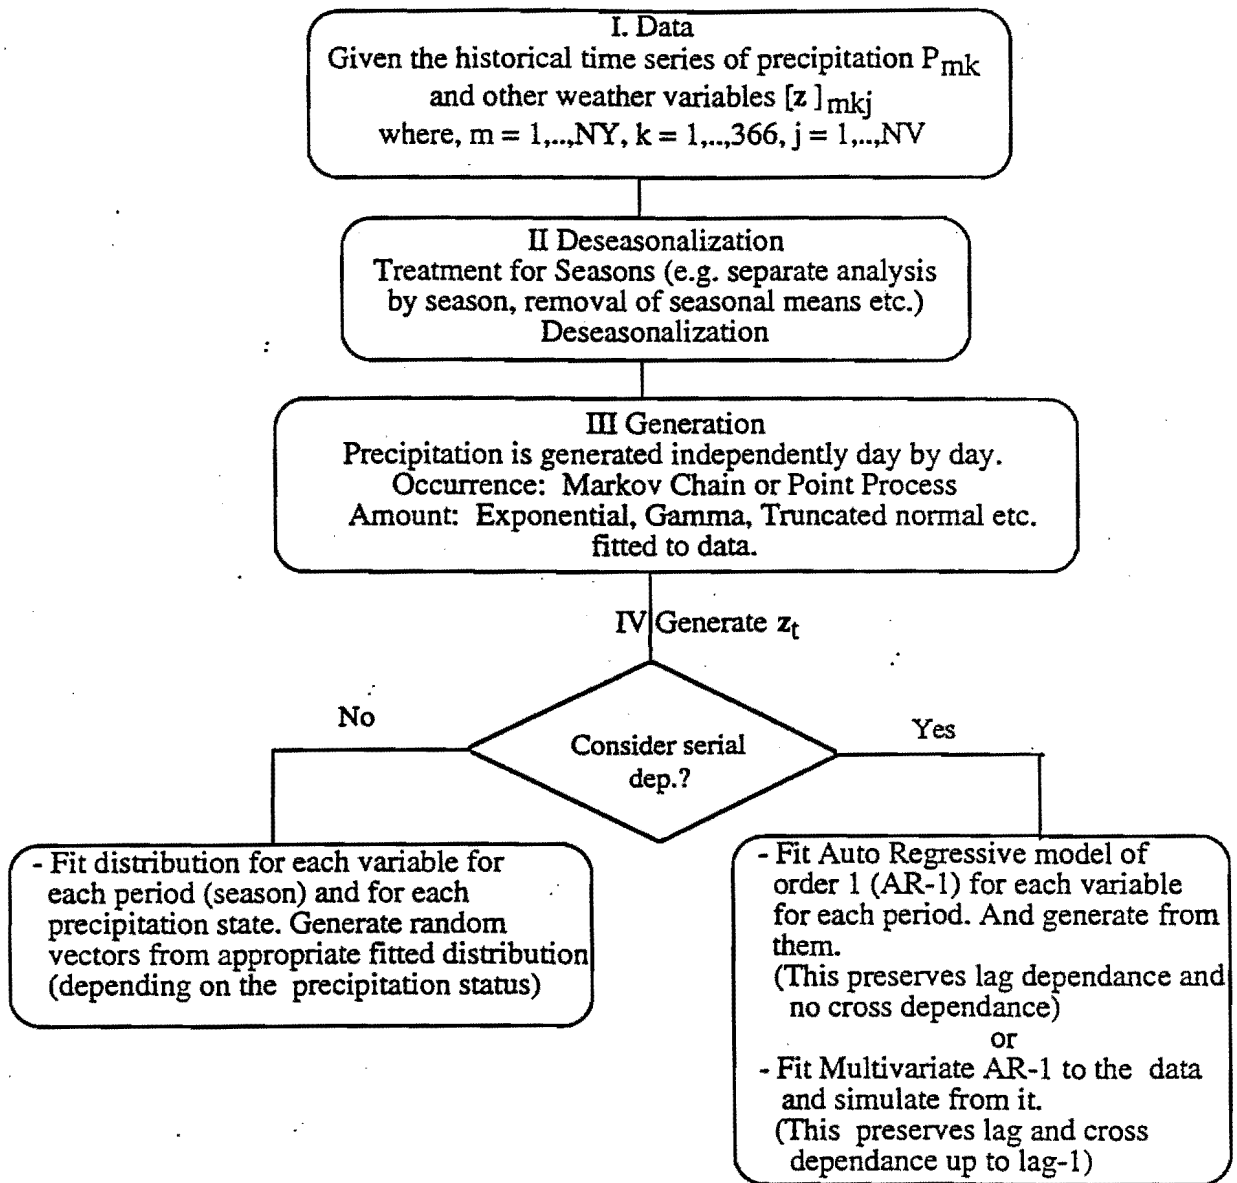 I. Data
Given the historical time series of precipitation Pmk
and other weather variables [z ]mkj
where, m = 1,..,NY, k = 1,..,366, j = 1,..,NV
II Deseasonalization
Treatment for Seasons (e.g. separate analysis
by season, removal of seasonal means etc.)
Deseasonalization
III Generation
Precipitation is generated independently day by day.
Occurrence: Markov Chain or Point Process
Amount: Exponential, Gamma, Truncated normal etc.
fitted to data.
IV Generate zt
No
Yes
Consider serial
dep.?
- Fit distribution for each variable for
each period (season) and for each
precipitation state. Generate random
vectors from appropriate fitted distribution
(depending on the precipitation status)
- Fit Auto Regressive model of
order 1 (AR-1) for each variable
for each period. And generate from
them.
(This preserves lag dependance and
no cross dependance)
or
- Fit Multivariate AR-1 to the data
and simulate from it.
(This preserves lag and cross
dependance up to lag-1)